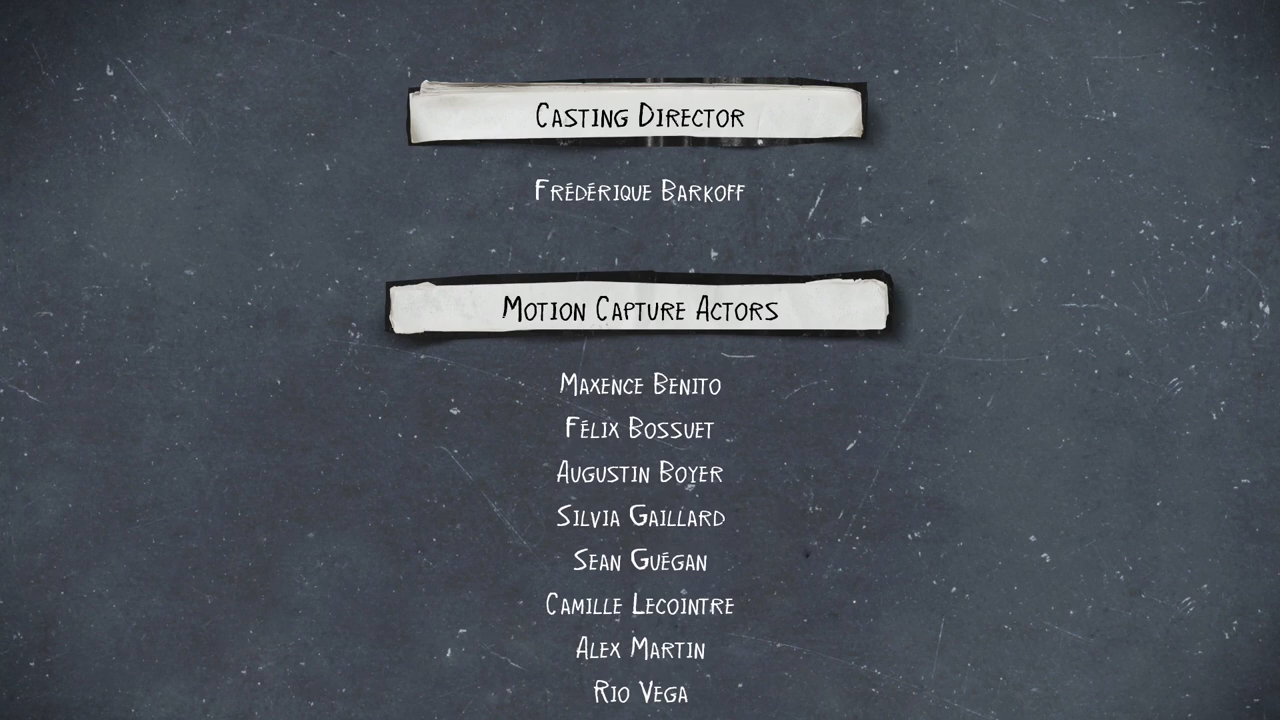 Casting Director
Frédérique Barkoff
Motion Capture Actors
Maxence Benito
Félix Bossuet
Augustin Boyer
Silvia Gaillard
Sean Guégan
Camille Lecointre
Alex Martin
Rio Vega